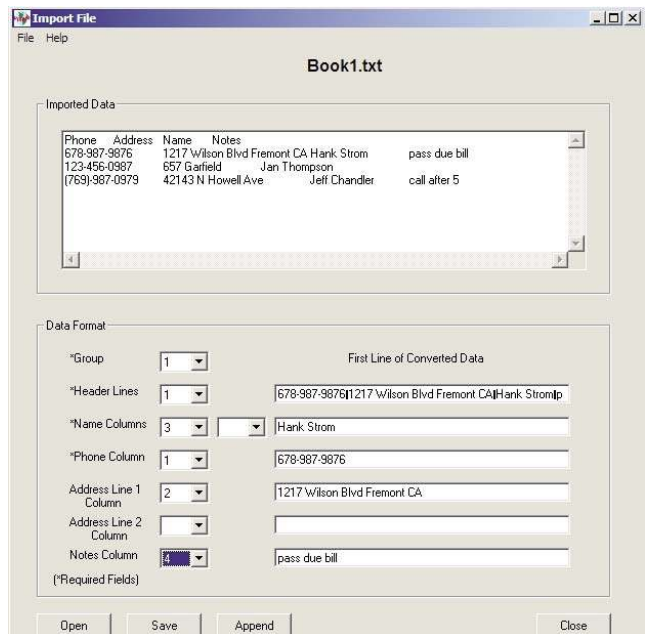 Import File
File Help
Book1.txt
Imported Data
Phone Address Name Notes
678-987-9876 1217 Wilson Blvd Fremont CA Hank Strom pass due bill
123-456-0987 657 Garfield Jan Thompson
(769)-987-0979 42143 N Howell Ave Jeff Chandler call after 5
Data Format
*Group 1 First Line of Converted Data
*Header Lines 1 678-987-9876|1217 Wilson Blvd Fremont CA|Hank Strom|p
*Name Columns 3 Hank Strom
*Phone Column 1 678-987-9876
Address Line 1 2 1217 Wilson Blvd Fremont CA
Column
Address Line 2
Column
Notes Column 4 pass due bill
(*Required Fields)
Open Save Append Close